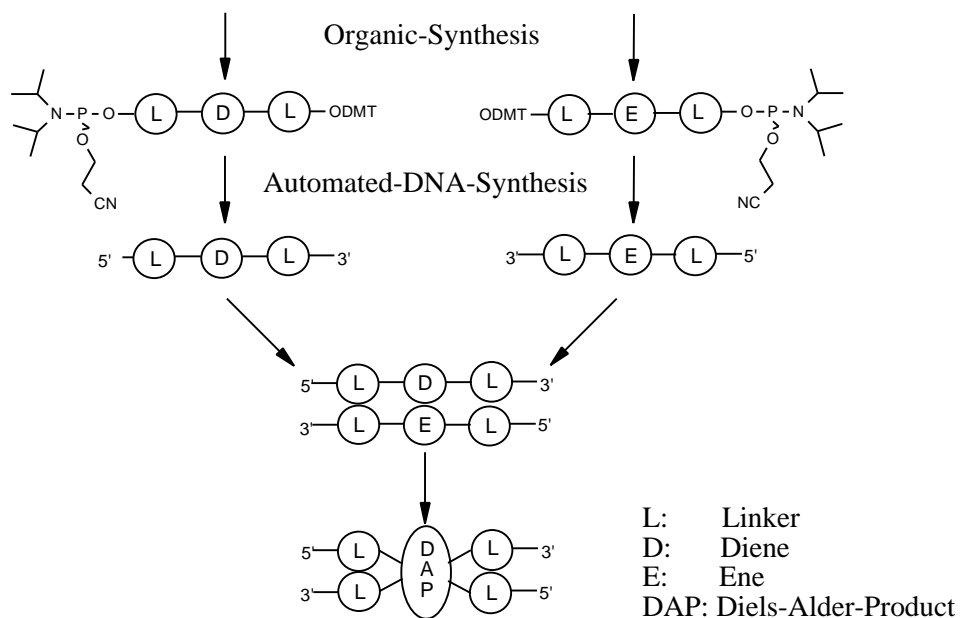 Organic-Synthesis
N P O L D L ODMT
O
CN
ODMT L E L O P N
O
NC
Automated-DNA-Synthesis
5' L D L 3'
3' L E L 5'
5' L D L 3'
3' L E L 5'
5' L D L 3'
A
3' L P L 5'
L: Linker
D: Diene
E: Ene
DAP: Diels-Alder-Product